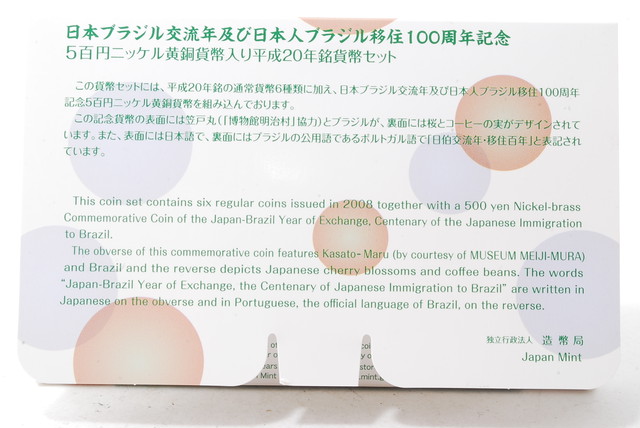 日本ブラジル交流年及び日本人ブラジル移住100周年記念
5百円ニッケル黄銅貨幣入り平成20年銘貨幣セット
この貨幣セットには、平成20年銘の通常貨幣6種類に加え、日本ブラジル交流年及び日本人ブラジル移住100周年
記念5百円ニッケル黄銅貨幣を組み込んでおります。
この記念貨幣の表面には笠戸丸(「博物館明治村」協力)とブラジルが、裏面には桜とコーヒーの実がデザインされて
います。また、表面には日本語で、裏面にはブラジルの公用語であるポルトガル語で「日伯交流年・移住百年」と表記され
ています。
This coin set contains six regular coins issued in 2008 together with a 500 yen Nickel-brass
Commemorative Coin of the Japan-Brazil Year of Exchange, Centenary of the Japanese Immigration
to Brazil.
The obverse of this commemorative coin features Kasato-Maru (by courtesy of MUSEUM MEIJI-MURA)
and Brazil and the reverse depicts Japanese cherry blossoms and coffee beans. The words
“Japan-Brazil Year of Exchange, the Centenary of Japanese Immigration to Brazil” are written in
Japanese on the obverse and in Portuguese, the official language of Brazil, on the reverse.
独立行政法人 造幣局
Japan Mint